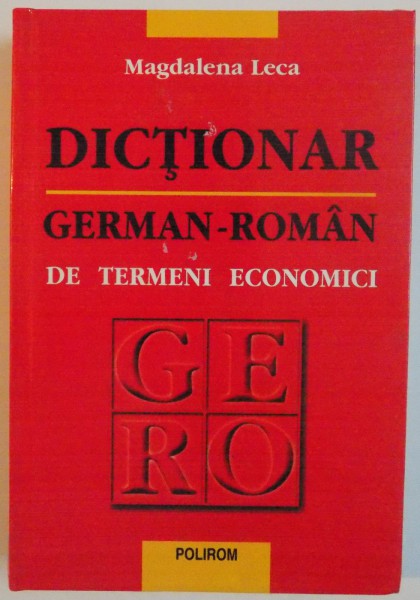 Magdalena Leca
DICŢIONAR
GERMAN-ROMÂN
DE TERMENI ECONOMICI
GE
RO
POLIROM